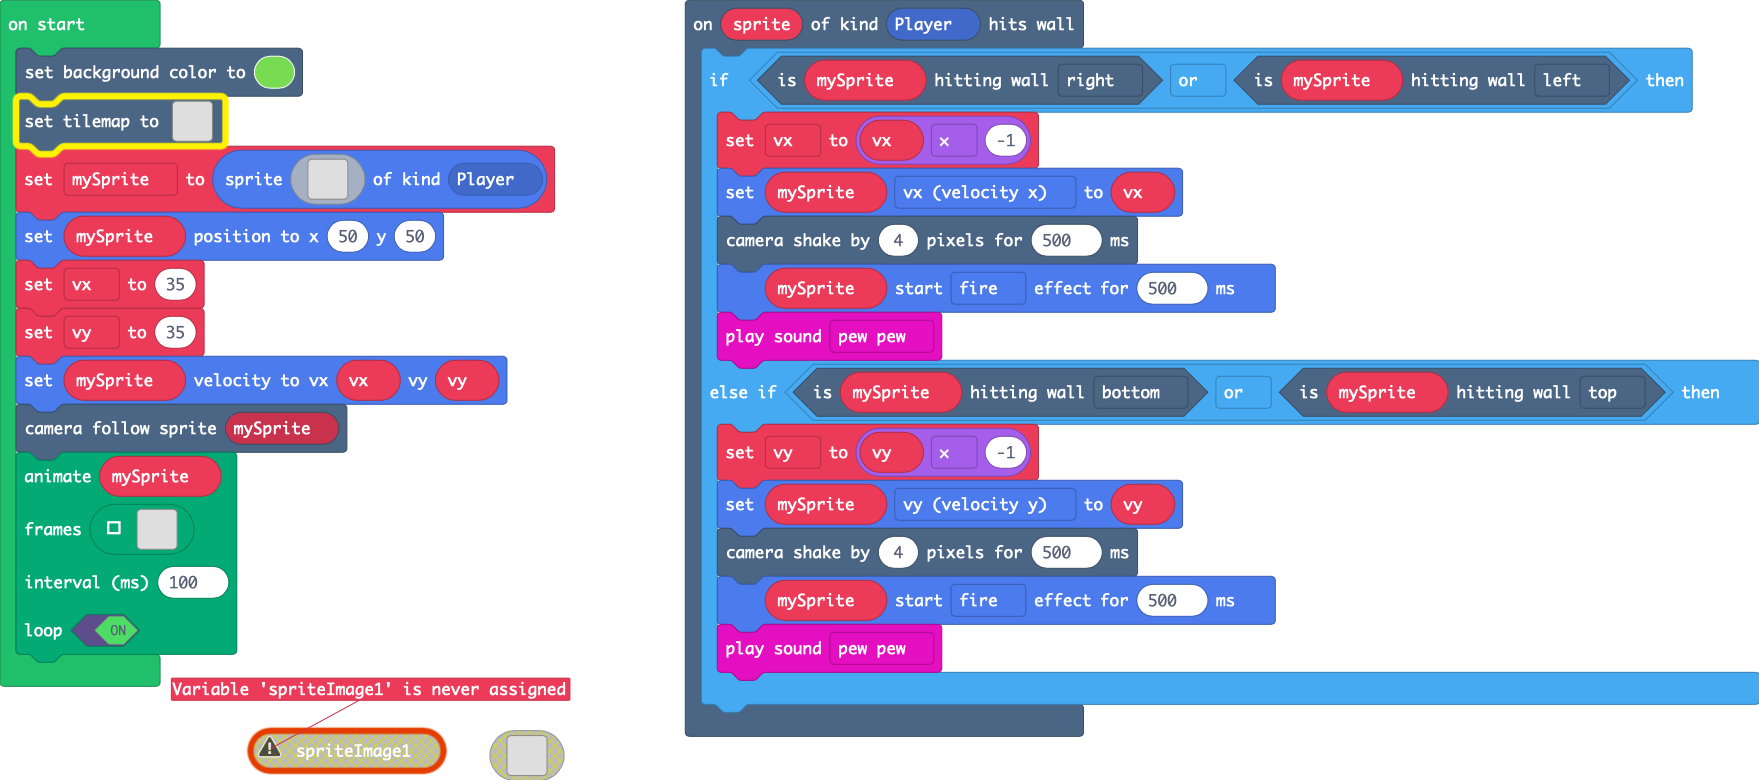 on start
set background color to
set tilemap to
set mySprite to sprite of kind Player
set mySprite position to x 50 y 50
set vx to 35
set vy to 35
set mySprite velocity to vx vx vy vy
camera follow sprite mySprite
animate mySprite
frames
interval (ms) 100
loop ON
Variable 'spriteImage1' is never assigned
spriteImage1
on sprite of kind Player hits wall
if is mySprite hitting wall right or is mySprite hitting wall left then
set vx to vx × -1
set mySprite vx (velocity x) to vx
camera shake by 4 pixels for 500 ms
mySprite start fire effect for 500 ms
play sound pew pew
else if is mySprite hitting wall bottom or is mySprite hitting wall top then
set vy to vy × -1
set mySprite vy (velocity y) to vy
camera shake by 4 pixels for 500 ms
mySprite start fire effect for 500 ms
play sound pew pew